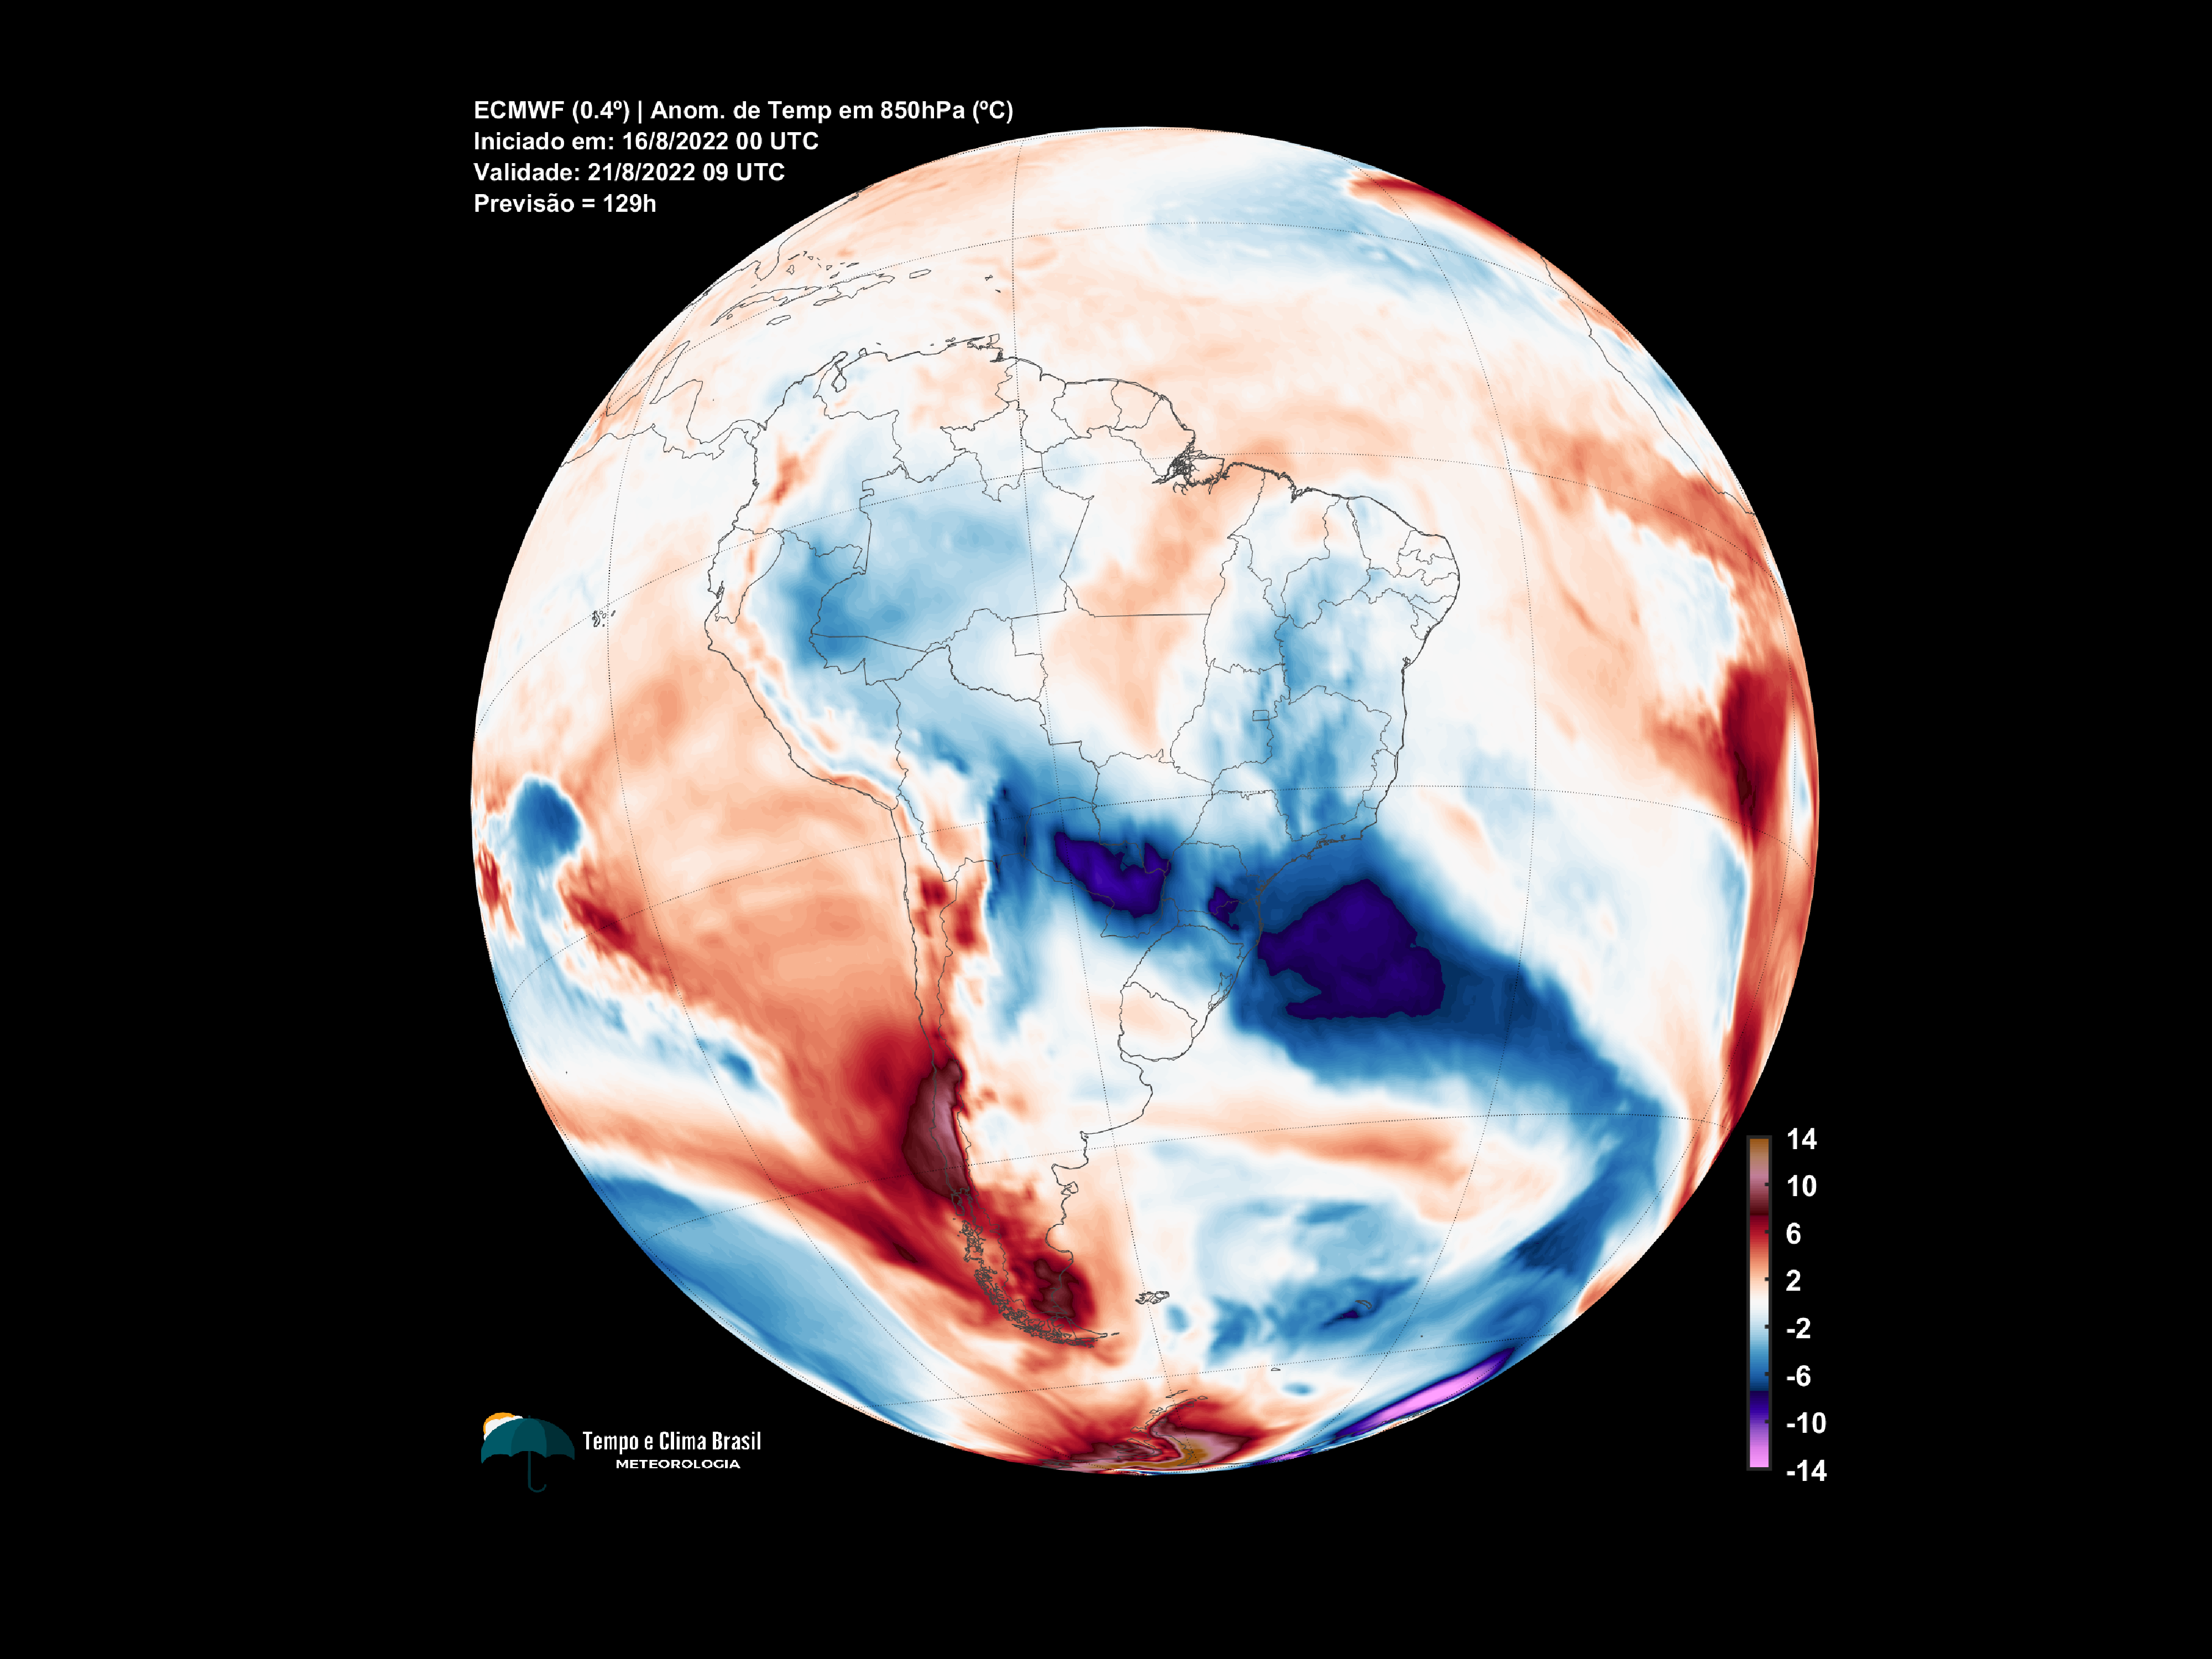 ECMWF (0.4º) | Anom. de Temp em 850hPa (ºC)
Iniciado em: 16/8/2022 00 UTC
Validade: 21/8/2022 09 UTC
Previsão = 129h
14
10
6
2
-2
-6
-10
-14
Tempo e Clima Brasil
METEOROLOGIA